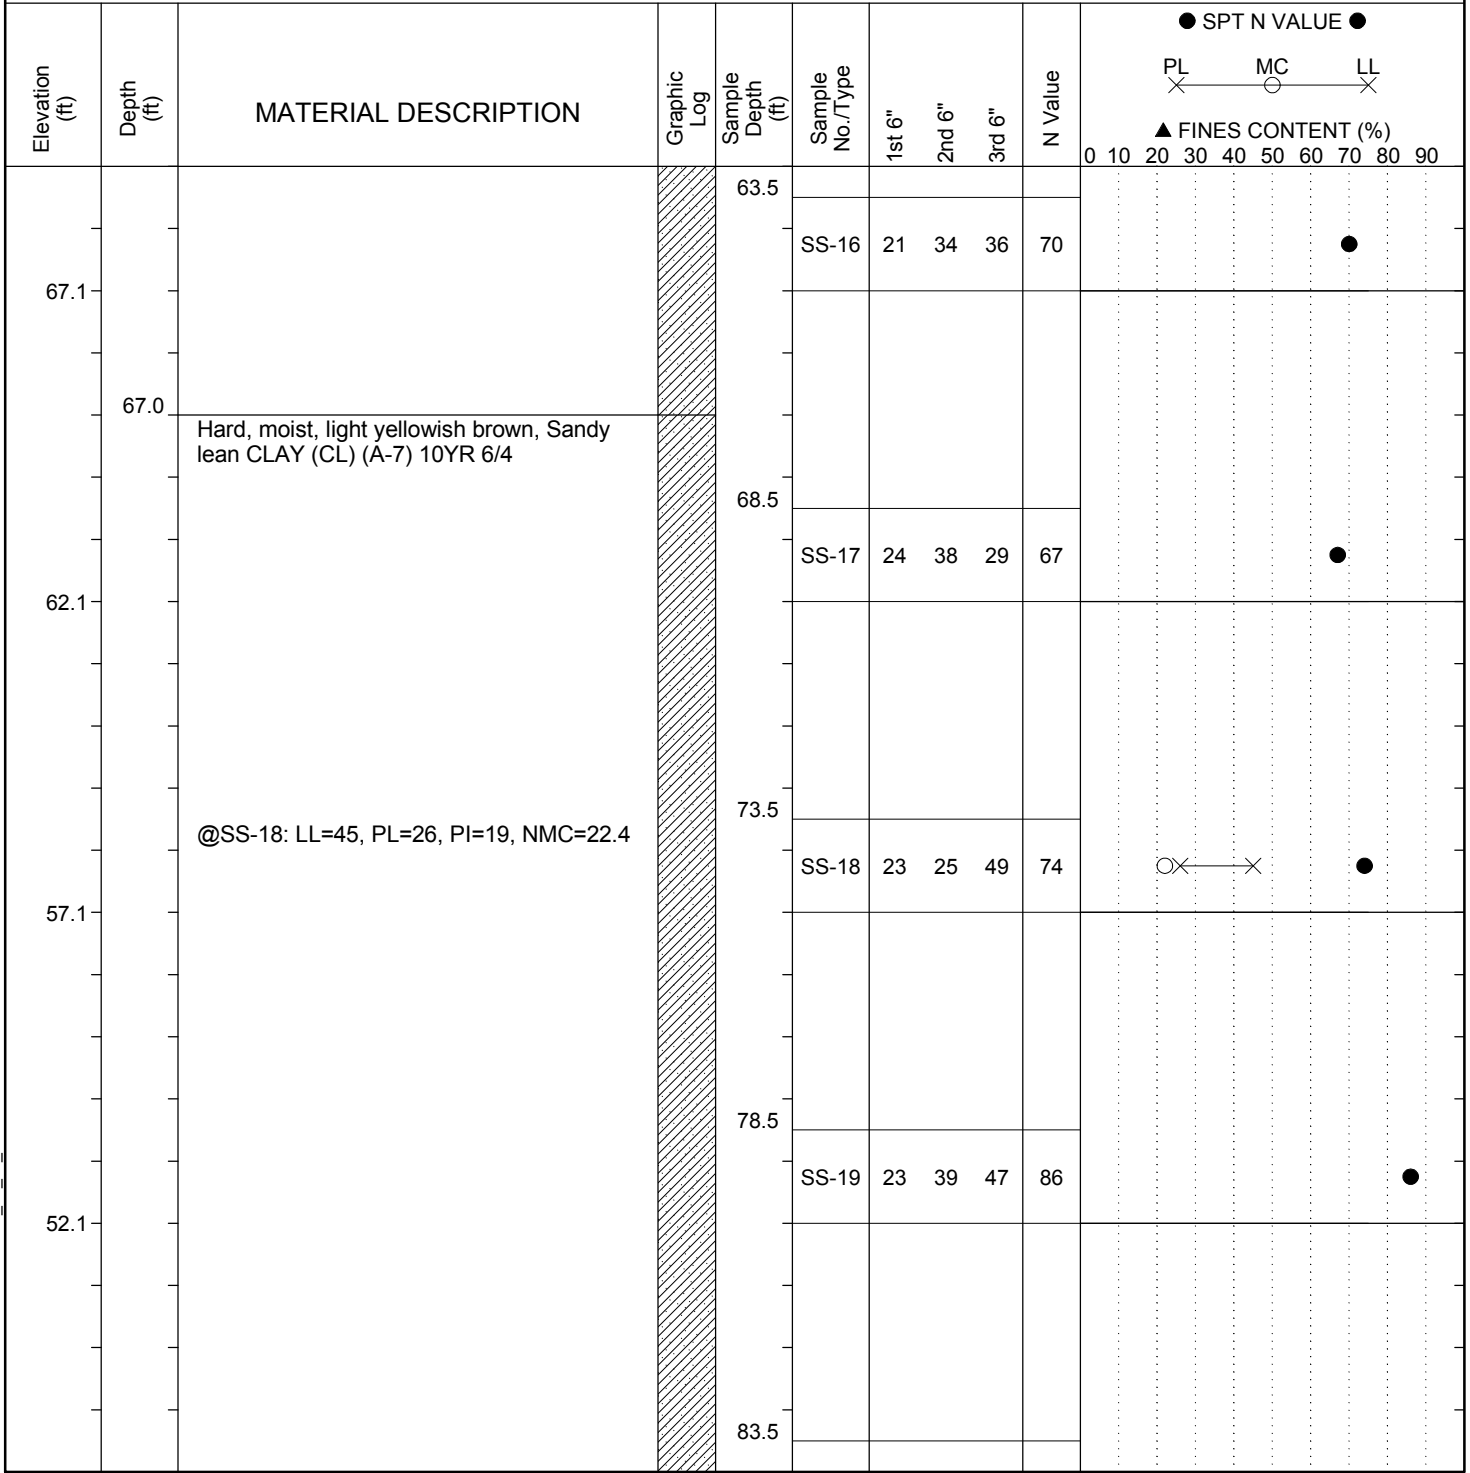 ● SPT N VALUE ●
PL MC LL
▲ FINES CONTENT (%)
0 10 20 30 40 50 60 70 80 90
Elevation
(ft)
Depth
(ft)
MATERIAL DESCRIPTION
Graphic
Log
Sample
Depth
(ft)
Sample
No./Type
1st 6"
2nd 6"
3rd 6"
N Value
63.5
SS-16 21 34 36 70
67.1
67.0
Hard, moist, light yellowish brown, Sandy
lean CLAY (CL) (A-7) 10YR 6/4
68.5
SS-17 24 38 29 67
62.1
73.5
@SS-18: LL=45, PL=26, PI=19, NMC=22.4
SS-18 23 25 49 74
57.1
78.5
SS-19 23 39 47 86
52.1
83.5